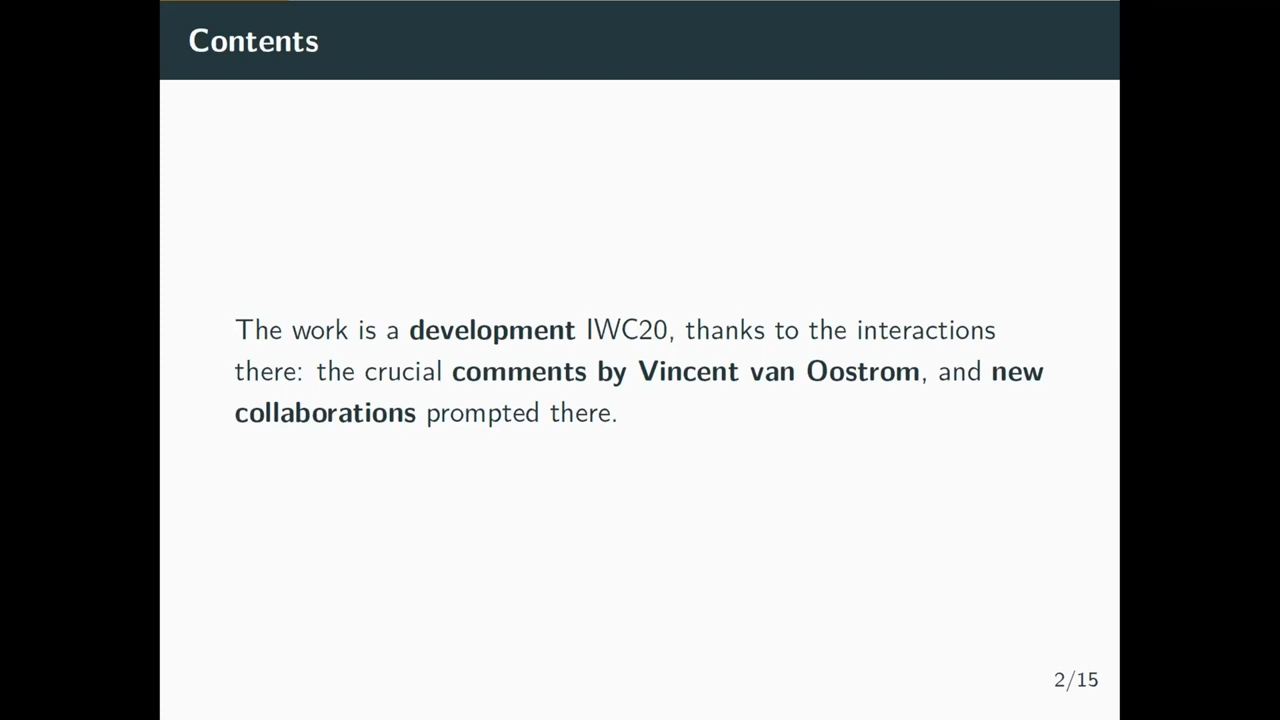 Contents
The work is a development IWC20, thanks to the interactions
there: the crucial comments by Vincent van Oostrom, and new
collaborations prompted there.
2/15